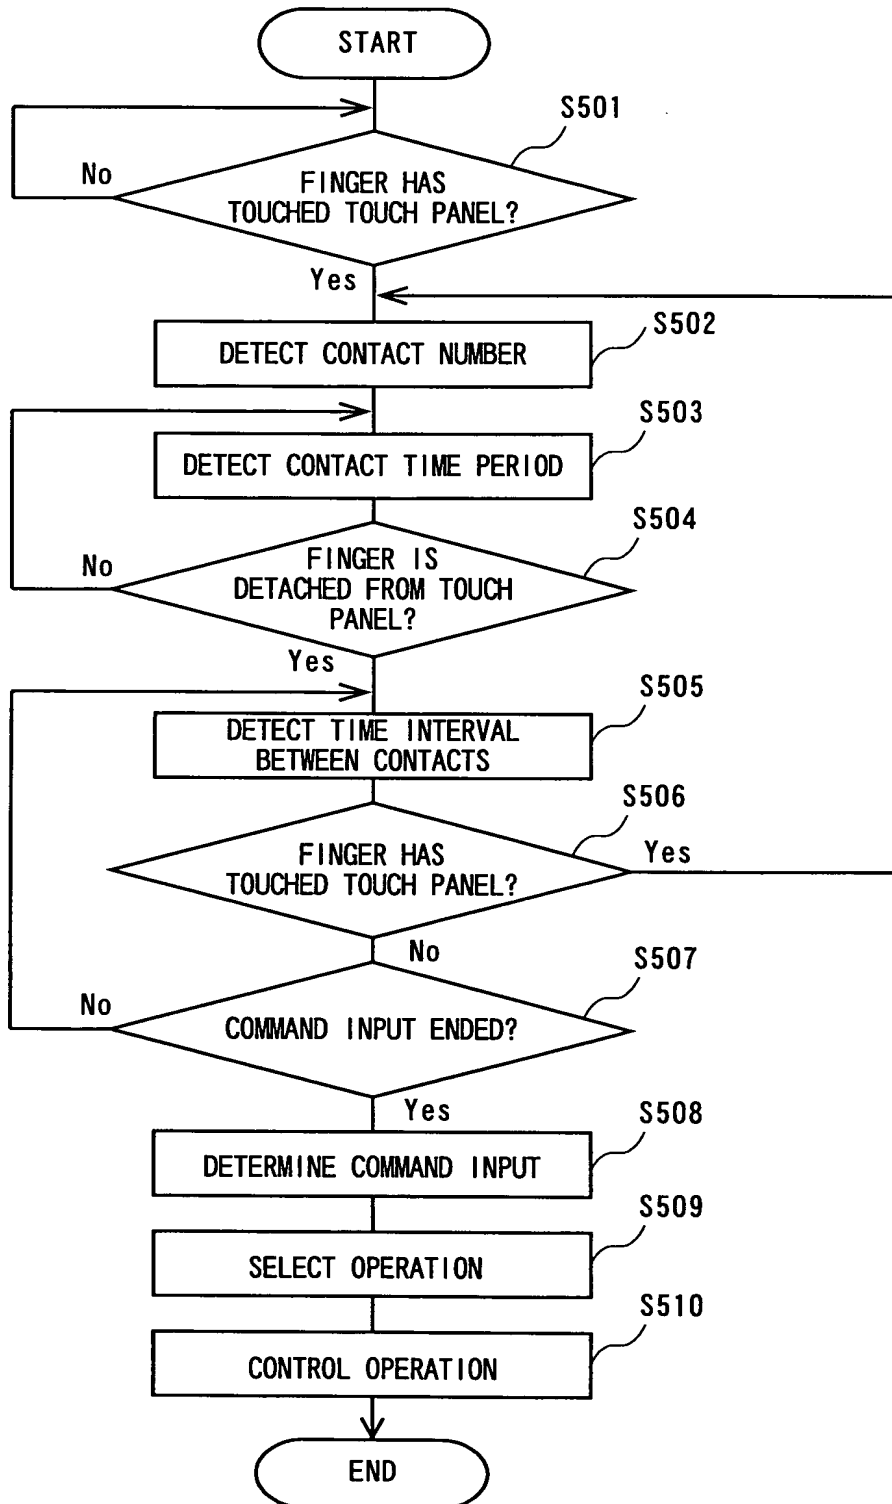 START
S501
No
FINGER HAS
TOUCHED TOUCH PANEL?
Yes
S502
DETECT CONTACT NUMBER
S503
DETECT CONTACT TIME PERIOD
S504
No
FINGER IS
DETACHED FROM TOUCH
PANEL?
Yes
S505
DETECT TIME INTERVAL
BETWEEN CONTACTS
S506
FINGER HAS
TOUCHED TOUCH PANEL?
Yes
No
S507
No
COMMAND INPUT ENDED?
Yes
S508
DETERMINE COMMAND INPUT
S509
SELECT OPERATION
S510
CONTROL OPERATION
END